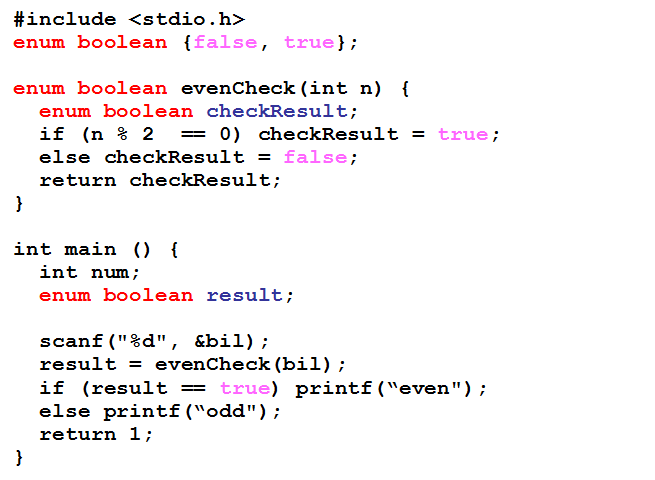 #include <stdio.h>
enum boolean {false, true};
enum boolean evenCheck(int n) {
enum boolean checkResult;
if (n % 2  == 0) checkResult = true;
else checkResult = false;
return checkResult;
}
int main () {
int num;
enum boolean result;
scanf("%d", &bil);
result = evenCheck(bil);
if (result == true) printf(“even");
else printf(“odd");
return 1;
}